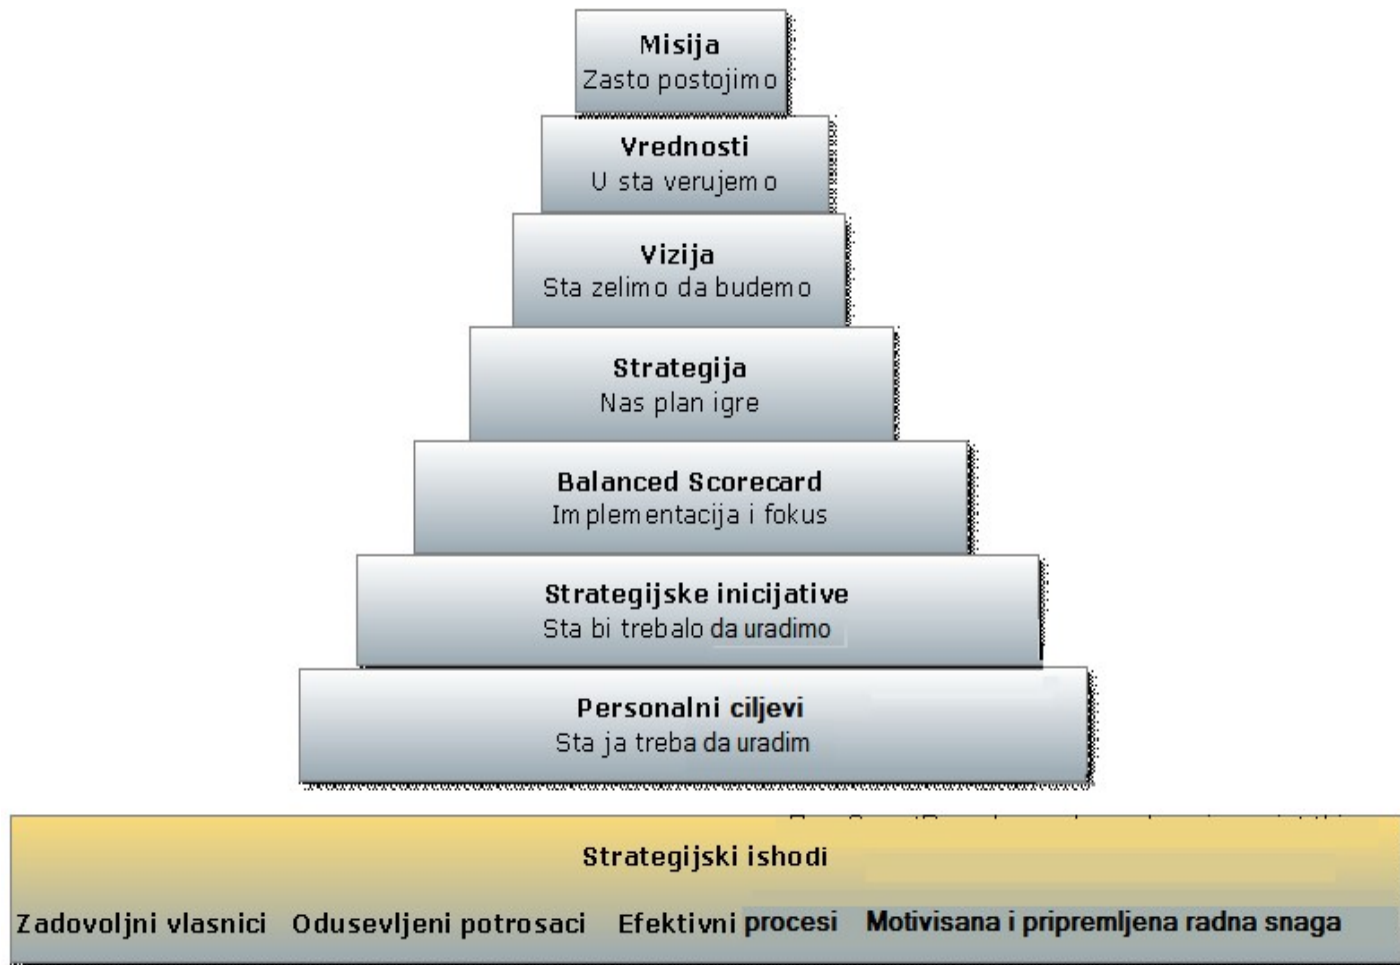 Misija
Zasto postojimo
Vrednosti
U sta verujemo
Vizija
Sta zelimo da budemo
Strategija
Nas plan igre
Balanced Scorecard
Implementacija i fokus
Strategijske inicijative
Sta bi trebalo da uradimo
Personalni ciljevi
Sta ja treba da uradim
Strategijski ishodi
Zadovoljni vlasnici Odusevljeni potrosaci Efektivni procesi Motivisana i pripremljena radna snaga